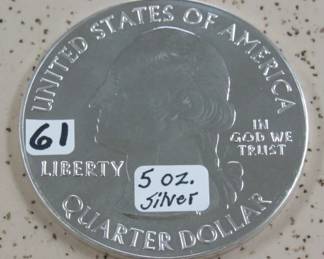 UNITED STATES OF AMERICA
61
IN
GOD WE
TRUST
LIBERTY
5 oz.
Silver
QUARTER DOLLAR